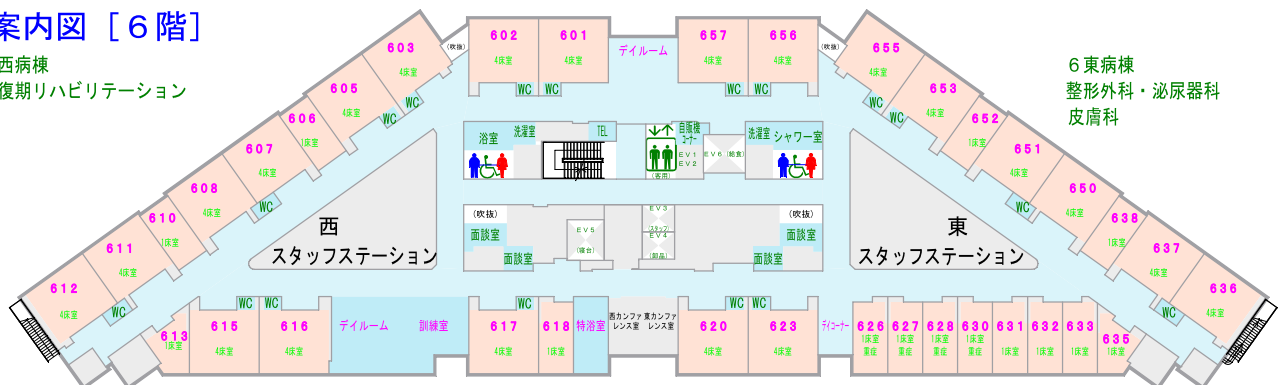 案内図［６階］
西病棟
復期リハビリテーション
６東病棟
整形外科・泌尿器科
皮膚科
603
4床室
(吹抜)
602
4床室
WC
601
4床室
WC
デイルーム
657
4床室
WC
656
4床室
WC
(吹抜)
655
4床室
WC
653
4床室
WC
652
1床室
651
4床室
WC
650
4床室
638
1床室
637
4床室
WC
636
4床室
605
4床室
WC
WC
606
1床室
607
4床室
WC
608
4床室
610
1床室
611
4床室
WC
612
4床室
浴室
洗濯室
TEL
自販機
コーナー
EV1
EV2
(客用)
EV6 (給食)
洗濯室
シャワー室
西
スタッフステーション
東
スタッフステーション
(吹抜)
面談室
面談室
EV5
(寝台)
EV3
(スタッフ)
EV4
(部品)
(吹抜)
面談室
面談室
613
1床室
615
4床室
WC
616
4床室
WC
デイルーム
訓練室
617
4床室
WC
618
1床室
特浴室
西カンファ
レンス室
東カンファ
レンス室
620
4床室
WC
623
4床室
WC
デイコーナー
626
1床室
重症
627
1床室
重症
628
1床室
重症
630
1床室
重症
631
1床室
632
1床室
633
1床室
635
1床室